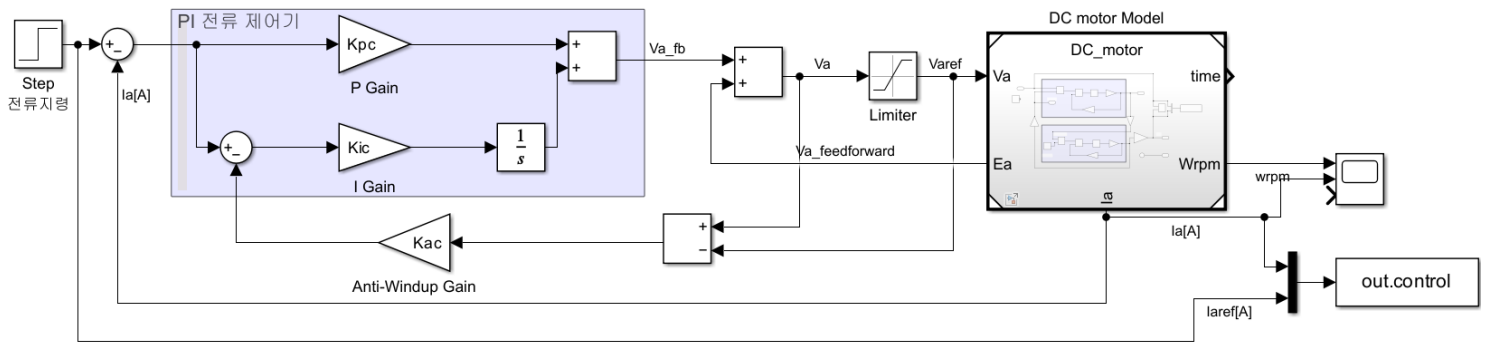 Step
전류지령
Ia[A]
PI 전류 제어기
Kpc
P Gain
Kic
I Gain
1
s
Va_fb
Va
Limiter
Varef
Va_feedforward
Kac
Anti-Windup Gain
DC motor Model
DC_motor
Va
time
Ea
Wrpm
Ia
wrpm
Ia[A]
Iaref[A]
out.control